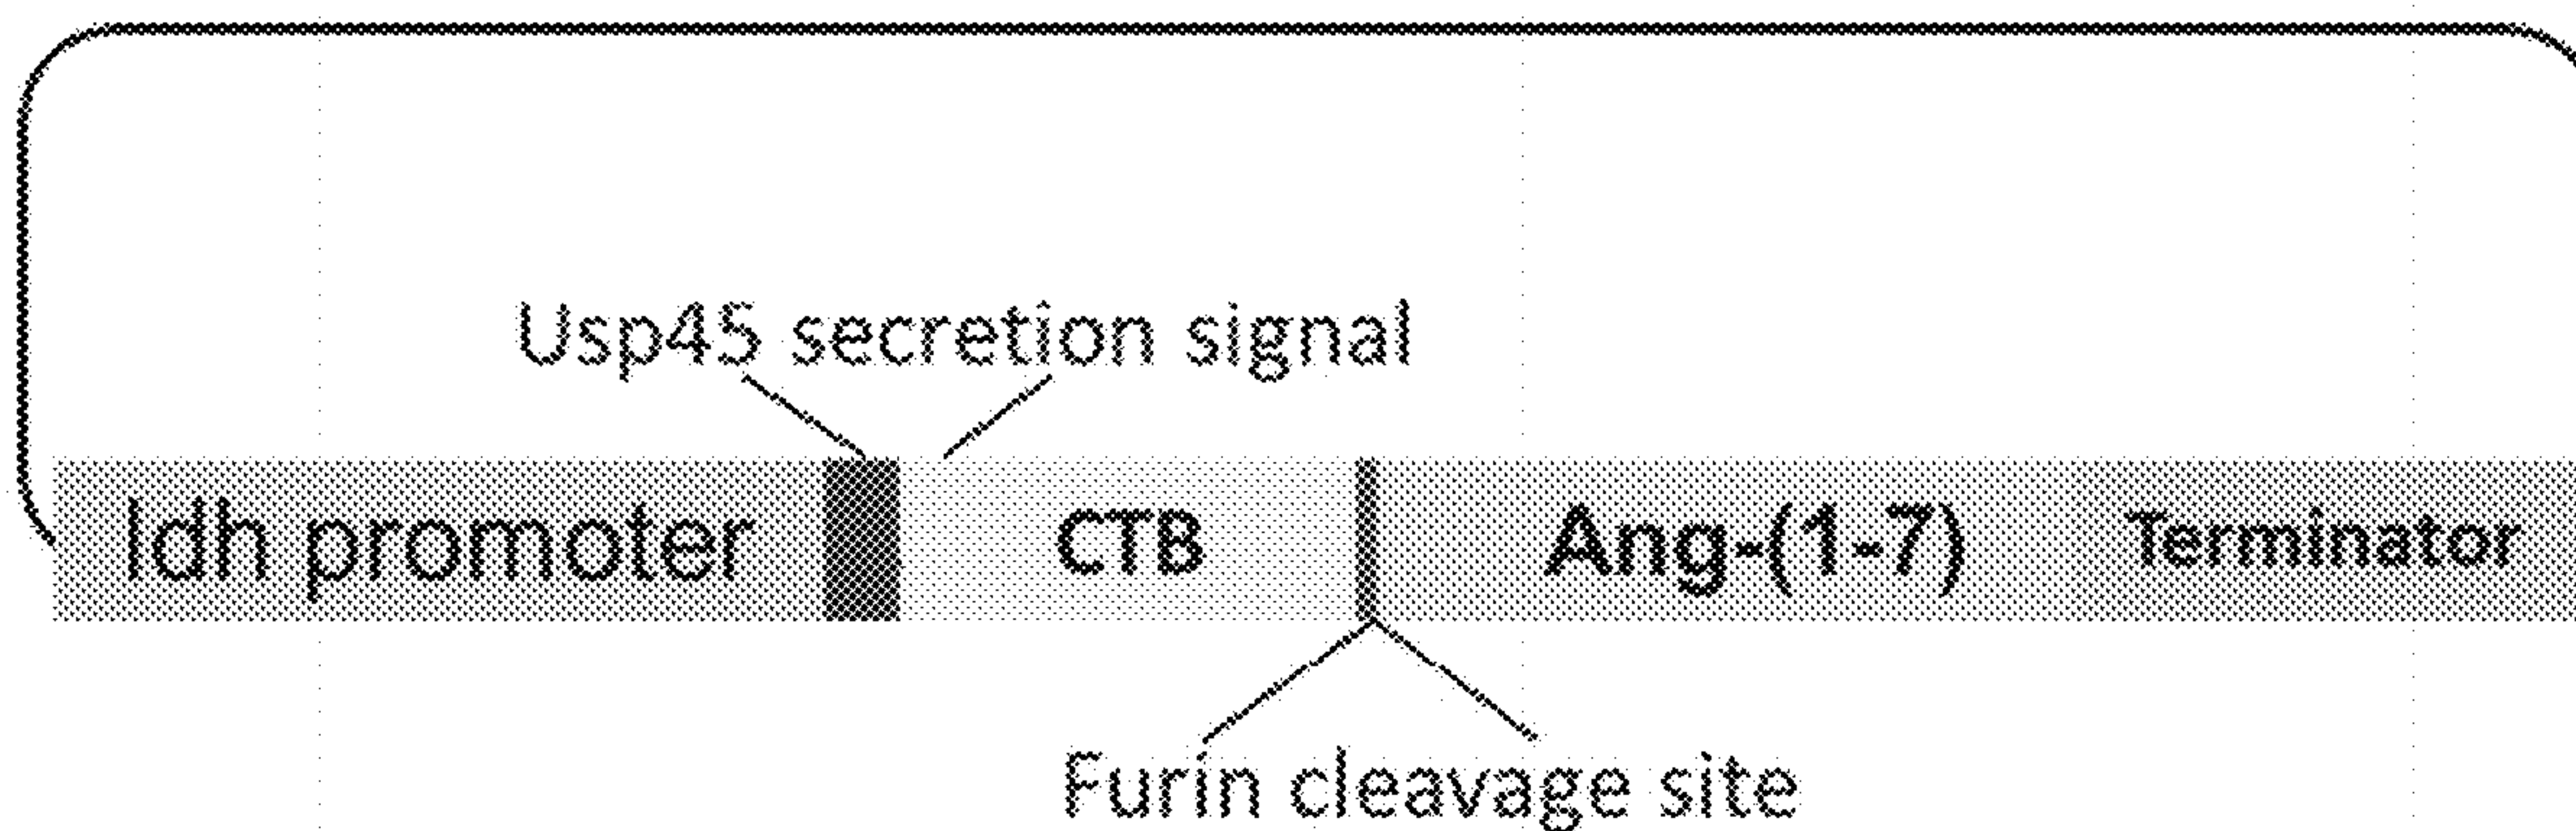 Usp45 secretion signal
ldh promoter CTB Ang-(1-7) Terminator
Furin cleavage site